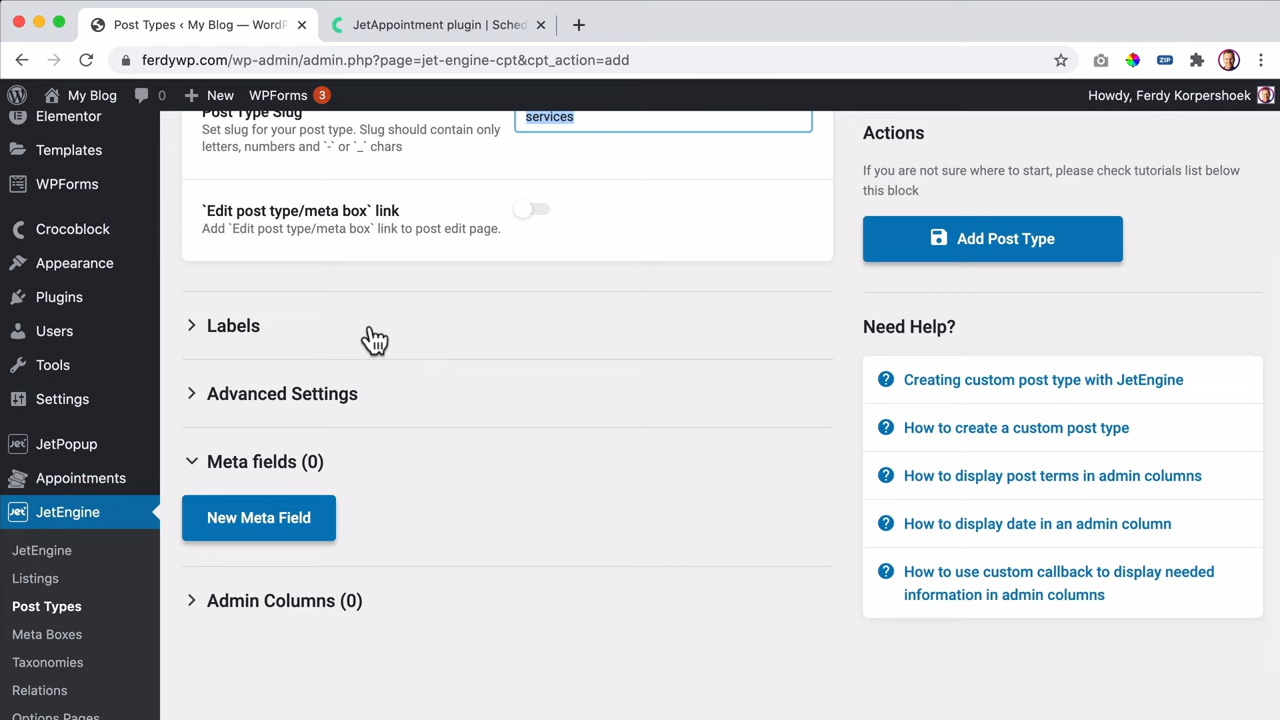 Post Types ‹ My Blog — WordP
JetAppointment plugin | Sched
ferdywp.com/wp-admin/admin.php?page=jet-engine-cpt&cpt_action=add
ZIP
My Blog
0
New
WPForms
3
Howdy, Ferdy Korpershoek
Elementor
Templates
WPForms
Crocoblock
Appearance
Plugins
Users
Tools
Settings
Jet JetPopup
Appointments
Jet JetEngine
JetEngine
Listings
Post Types
Meta Boxes
Taxonomies
Relations
Options Pages
Post Type Slug
Set slug for your post type. Slug should contain only
letters, numbers and `-` or `_` chars
services
`Edit post type/meta box` link
Add `Edit post type/meta box` link to post edit page.
Labels
Advanced Settings
Meta fields (0)
New Meta Field
Admin Columns (0)
Actions
If you are not sure where to start, please check tutorials list below
this block
Add Post Type
Need Help?
Creating custom post type with JetEngine
How to create a custom post type
How to display post terms in admin columns
How to display date in an admin column
How to use custom callback to display needed
information in admin columns